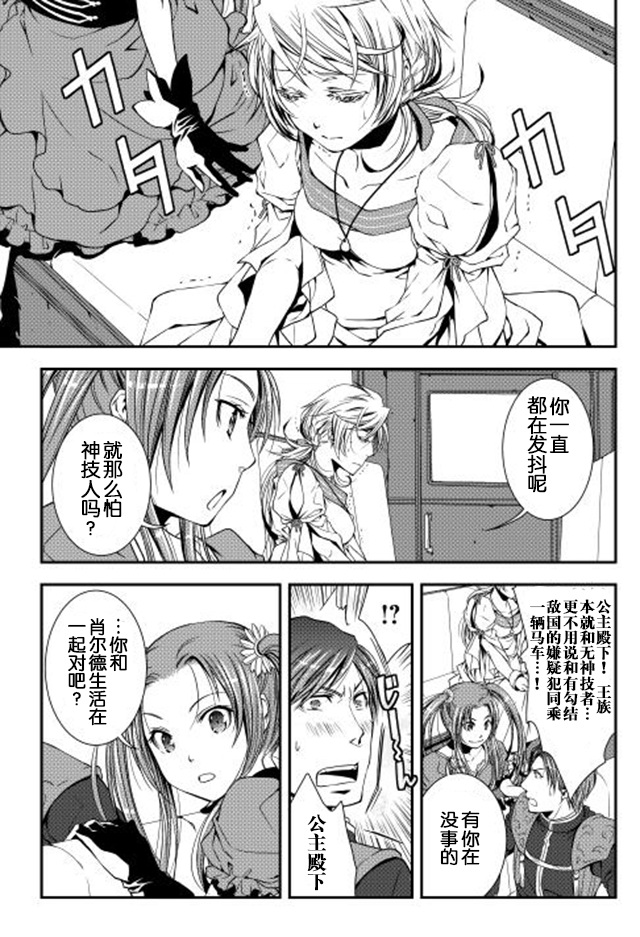 カタ
カタ
你一直
都在发抖呢
就那么怕
神技人吗?
公主殿下！王族
本就和无神技者…
更不用说和有勾结
敌国的嫌疑犯同乘
一辆马车…!
有你在
没事的
!?
じーっ
公主殿下
…你和
肖尔德生活在
一起对吧?